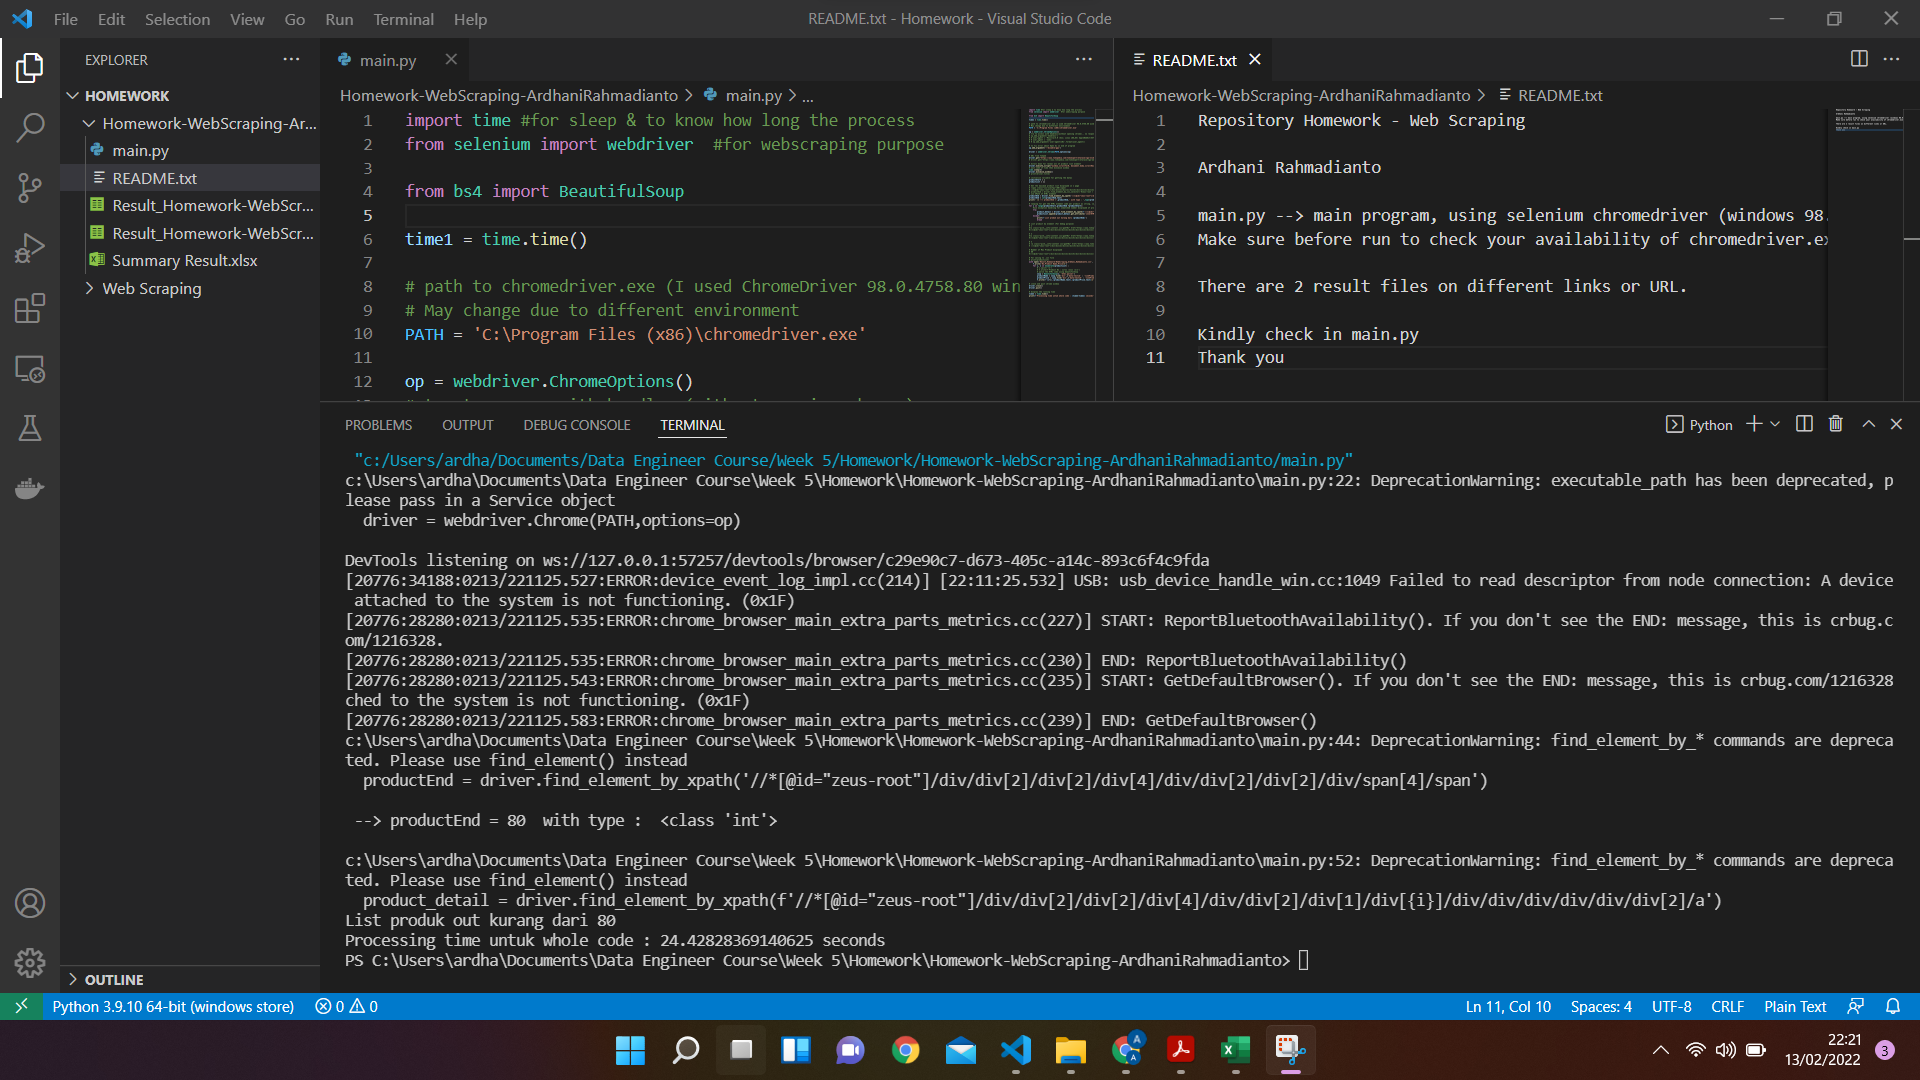 File Edit Selection View Go Run Terminal Help
README.txt - Homework - Visual Studio Code
EXPLORER
HOMEWORK
Homework-WebScraping-Ar...
main.py
README.txt
Result_Homework-WebScr...
Result_Homework-WebScr...
Summary Result.xlsx
Web Scraping
OUTLINE
main.py
Homework-WebScraping-ArdhaniRahmadianto > main.py > ...
1 import time #for sleep & to know how long the process
2 from selenium import webdriver  #for webscraping purpose
3
4 from bs4 import BeautifulSoup
5
6 time1 = time.time()
7
8 # path to chromedriver.exe (I used ChromeDriver 98.0.4758.80 win
9 # May change due to different environment
10 PATH = 'C:\Program Files (x86)\chromedriver.exe'
11
12 op = webdriver.ChromeOptions()
README.txt
Homework-WebScraping-ArdhaniRahmadianto > README.txt
1 Repository Homework - Web Scraping
2
3 Ardhani Rahmadianto
4
5 main.py --> main program, using selenium chromedriver (windows 98.
6 Make sure before run to check your availability of chromedriver.ex
7
8 There are 2 result files on different links or URL.
9
10 Kindly check in main.py
11 Thank you
PROBLEMS OUTPUT DEBUG CONSOLE TERMINAL
Python
"c:/Users/ardha/Documents/Data Engineer Course/Week 5/Homework/Homework-WebScraping-ArdhaniRahmadianto/main.py"
c:\Users\ardha\Documents\Data Engineer Course\Week 5\Homework\Homework-WebScraping-ArdhaniRahmadianto\main.py:22: DeprecationWarning: executable_path has been deprecated, p
lease pass in a Service object
driver = webdriver.Chrome(PATH,options=op)
DevTools listening on ws://127.0.0.1:57257/devtools/browser/c29e90c7-d673-405c-a14c-893c6f4c9fda
[20776:34188:0213/221125.527:ERROR:device_event_log_impl.cc(214)] [22:11:25.532] USB: usb_device_handle_win.cc:1049 Failed to read descriptor from node connection: A device
attached to the system is not functioning. (0x1F)
[20776:28280:0213/221125.535:ERROR:chrome_browser_main_extra_parts_metrics.cc(227)] START: ReportBluetoothAvailability(). If you don't see the END: message, this is crbug.c
om/1216328.
[20776:28280:0213/221125.535:ERROR:chrome_browser_main_extra_parts_metrics.cc(230)] END: ReportBluetoothAvailability()
[20776:28280:0213/221125.543:ERROR:chrome_browser_main_extra_parts_metrics.cc(235)] START: GetDefaultBrowser(). If you don't see the END: message, this is crbug.com/1216328
ched to the system is not functioning. (0x1F)
[20776:28280:0213/221125.583:ERROR:chrome_browser_main_extra_parts_metrics.cc(239)] END: GetDefaultBrowser()
c:\Users\ardha\Documents\Data Engineer Course\Week 5\Homework\Homework-WebScraping-ArdhaniRahmadianto\main.py:44: DeprecationWarning: find_element_by_* commands are depreca
ted. Please use find_element() instead
productEnd = driver.find_element_by_xpath('//*[@id="zeus-root"]/div/div[2]/div[2]/div[4]/div/div[2]/div[2]/div/span[4]/span')
--> productEnd = 80  with type :  <class 'int'>
c:\Users\ardha\Documents\Data Engineer Course\Week 5\Homework\Homework-WebScraping-ArdhaniRahmadianto\main.py:52: DeprecationWarning: find_element_by_* commands are depreca
ted. Please use find_element() instead
product_detail = driver.find_element_by_xpath(f'//*[@id="zeus-root"]/div/div[2]/div[2]/div[4]/div/div[2]/div[1]/div[{i}]/div/div/div/div/div/div[2]/a')
List produk out kurang dari 80
Processing time untuk whole code : 24.42828369140625 seconds
PS C:\Users\ardha\Documents\Data Engineer Course\Week 5\Homework\Homework-WebScraping-ArdhaniRahmadianto>
Python 3.9.10 64-bit (windows store) 0 0
Ln 11, Col 10 Spaces: 4 UTF-8 CRLF Plain Text
22:21
13/02/2022
3